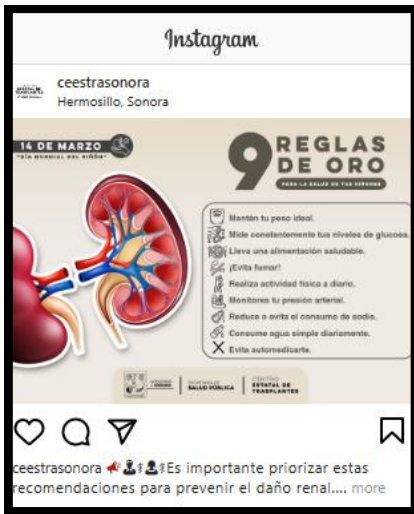 Instagram
ceestrasonora
Hermosillo, Sonora
14 DE MARZO
"DÍA MUNDIAL DEL RIÑÓN"
9 REGLAS
DE ORO
PARA LA SALUD DE TUS RIÑONES
Mantén tu peso ideal.
Mide constantemente tus niveles de glucosa.
Lleva una alimentación saludable.
¡Evita fumar!
Realiza actividad física a diario.
Monitorea tu presión arterial.
Reduce o evita el consumo de sodio.
Consume agua simple diariamente.
Evita automedicarte.
SALUD PÚBLICA
CENTRO
ESTATAL DE
TRASPLANTES
ceestrasonora Es importante priorizar estas
recomendaciones para prevenir el daño renal.... more